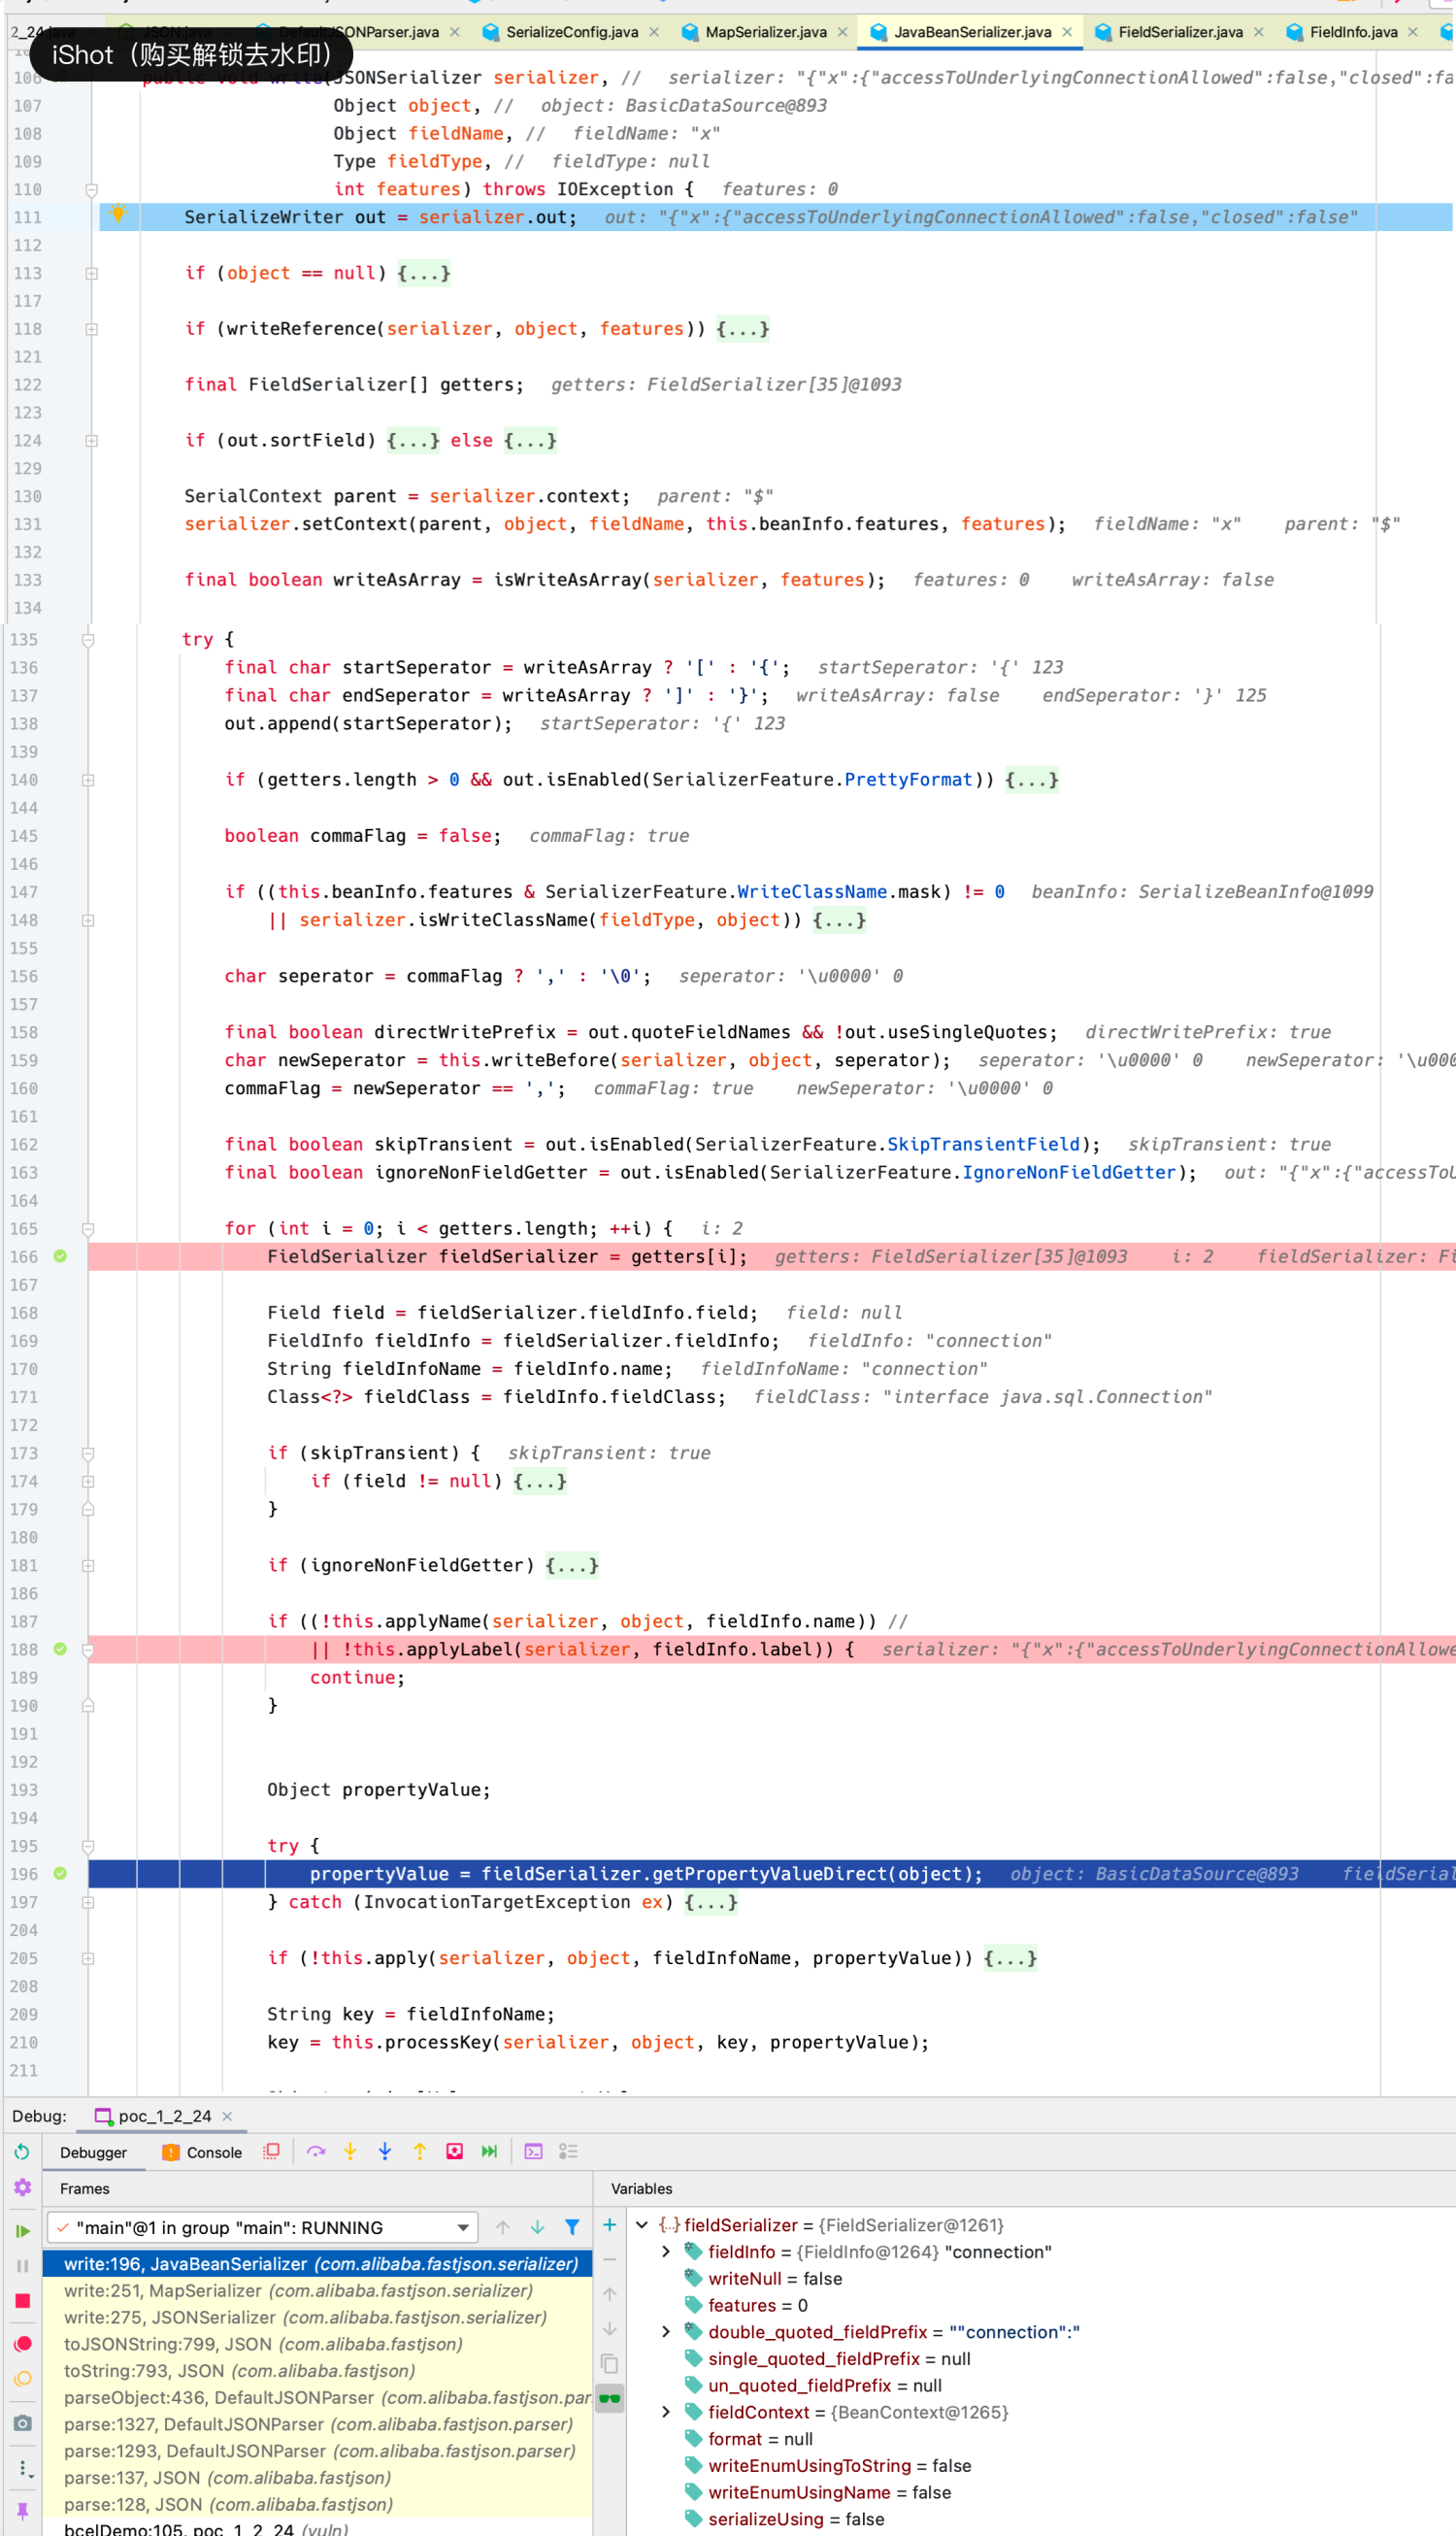 2_24.java JSON.java DefaultJSONParser.java × SerializeConfig.java × MapSerializer.java × JavaBeanSerializer.java × FieldSerializer.java × FieldInfo.java ×
iShot（购买解锁去水印）
106 public void write(JSONSerializer serializer, // serializer: "{"x":{"accessToUnderlyingConnectionAllowed":false,"closed":fa
107 Object object, // object: BasicDataSource@893
108 Object fieldName, // fieldName: "x"
109 Type fieldType, // fieldType: null
110 int features) throws IOException { features: 0
111 SerializeWriter out = serializer.out; out: "{"x":{"accessToUnderlyingConnectionAllowed":false,"closed":false"
112
113 if (object == null) {...}
117
118 if (writeReference(serializer, object, features)) {...}
121
122 final FieldSerializer[] getters; getters: FieldSerializer[35]@1093
123
124 if (out.sortField) {...} else {...}
129
130 SerialContext parent = serializer.context; parent: "$"
131 serializer.setContext(parent, object, fieldName, this.beanInfo.features, features); fieldName: "x" parent: "$"
132
133 final boolean writeAsArray = isWriteAsArray(serializer, features); features: 0 writeAsArray: false
134
135 try {
136 final char startSeperator = writeAsArray ? '[' : '{'; startSeperator: '{' 123
137 final char endSeperator = writeAsArray ? ']' : '}'; writeAsArray: false endSeperator: '}' 125
138 out.append(startSeperator); startSeperator: '{' 123
139
140 if (getters.length > 0 && out.isEnabled(SerializerFeature.PrettyFormat)) {...}
144
145 boolean commaFlag = false; commaFlag: true
146
147 if ((this.beanInfo.features & SerializerFeature.WriteClassName.mask) != 0 beanInfo: SerializeBeanInfo@1099
148 || serializer.isWriteClassName(fieldType, object)) {...}
155
156 char seperator = commaFlag ? ',' : '\0'; seperator: '\u0000' 0
157
158 final boolean directWritePrefix = out.quoteFieldNames && !out.useSingleQuotes; directWritePrefix: true
159 char newSeperator = this.writeBefore(serializer, object, seperator); seperator: '\u0000' 0 newSeperator: '\u000
160 commaFlag = newSeperator == ','; commaFlag: true newSeperator: '\u0000' 0
161
162 final boolean skipTransient = out.isEnabled(SerializerFeature.SkipTransientField); skipTransient: true
163 final boolean ignoreNonFieldGetter = out.isEnabled(SerializerFeature.IgnoreNonFieldGetter); out: "{"x":{"accessToU
164
165 for (int i = 0; i < getters.length; ++i) { i: 2
166 FieldSerializer fieldSerializer = getters[i]; getters: FieldSerializer[35]@1093 i: 2 fieldSerializer: Fi
167
168 Field field = fieldSerializer.fieldInfo.field; field: null
169 FieldInfo fieldInfo = fieldSerializer.fieldInfo; fieldInfo: "connection"
170 String fieldInfoName = fieldInfo.name; fieldInfoName: "connection"
171 Class<?> fieldClass = fieldInfo.fieldClass; fieldClass: "interface java.sql.Connection"
172
173 if (skipTransient) { skipTransient: true
174 if (field != null) {...}
179 }
180
181 if (ignoreNonFieldGetter) {...}
186
187 if ((!this.applyName(serializer, object, fieldInfo.name)) //
188 || !this.applyLabel(serializer, fieldInfo.label)) { serializer: "{"x":{"accessToUnderlyingConnectionAllowe
189 continue;
190 }
191
192
193 Object propertyValue;
194
195 try {
196 propertyValue = fieldSerializer.getPropertyValueDirect(object); object: BasicDataSource@893 fieldSerial
197 } catch (InvocationTargetException ex) {...}
204
205 if (!this.apply(serializer, object, fieldInfoName, propertyValue)) {...}
208
209 String key = fieldInfoName;
210 key = this.processKey(serializer, object, key, propertyValue);
211
Debug: poc_1_2_24 ×
Debugger Console
Frames
"main"@1 in group "main": RUNNING
write:196, JavaBeanSerializer (com.alibaba.fastjson.serializer)
write:251, MapSerializer (com.alibaba.fastjson.serializer)
write:275, JSONSerializer (com.alibaba.fastjson.serializer)
toJSONString:799, JSON (com.alibaba.fastjson)
toString:793, JSON (com.alibaba.fastjson)
parseObject:436, DefaultJSONParser (com.alibaba.fastjson.par
parse:1327, DefaultJSONParser (com.alibaba.fastjson.parser)
parse:1293, DefaultJSONParser (com.alibaba.fastjson.parser)
parse:137, JSON (com.alibaba.fastjson)
parse:128, JSON (com.alibaba.fastjson)
bcelDemo:105, poc_1_2_24 (vuln)
Variables
fieldSerializer = {FieldSerializer@1261}
fieldInfo = {FieldInfo@1264} "connection"
writeNull = false
features = 0
double_quoted_fieldPrefix = ""connection":"
single_quoted_fieldPrefix = null
un_quoted_fieldPrefix = null
fieldContext = {BeanContext@1265}
format = null
writeEnumUsingToString = false
writeEnumUsingName = false
serializeUsing = false